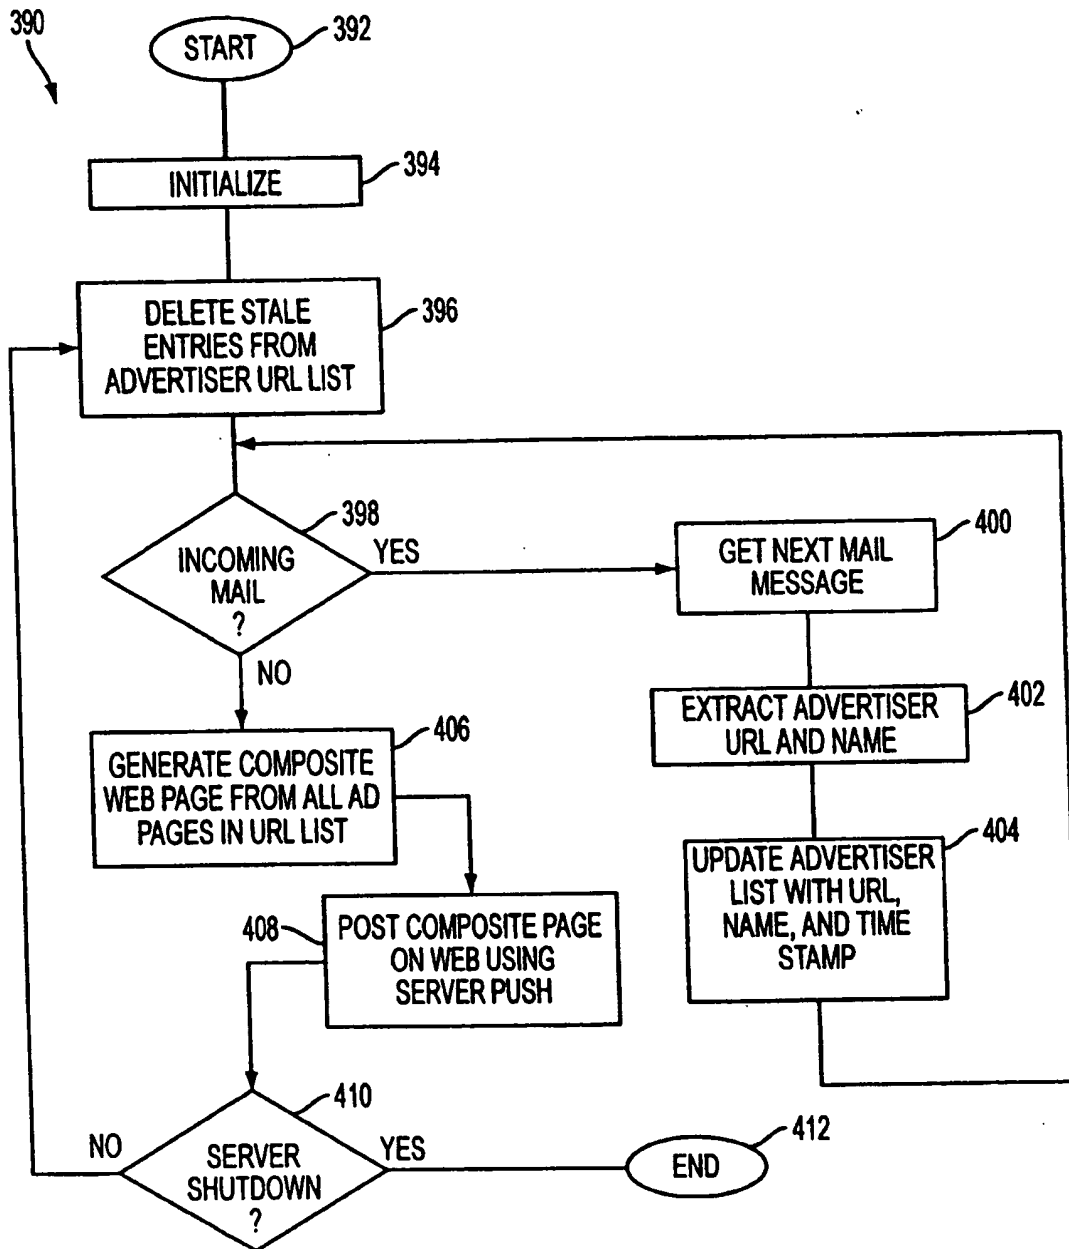 390
START
392
INITIALIZE
394
DELETE STALE
ENTRIES FROM
ADVERTISER URL LIST
396
INCOMING
MAIL
?
398
YES
NO
GET NEXT MAIL
MESSAGE
400
EXTRACT ADVERTISER
URL AND NAME
402
UPDATE ADVERTISER
LIST WITH URL,
NAME, AND TIME
STAMP
404
GENERATE COMPOSITE
WEB PAGE FROM ALL AD
PAGES IN URL LIST
406
408
POST COMPOSITE PAGE
ON WEB USING
SERVER PUSH
410
NO
SERVER
SHUTDOWN
?
YES
END
412